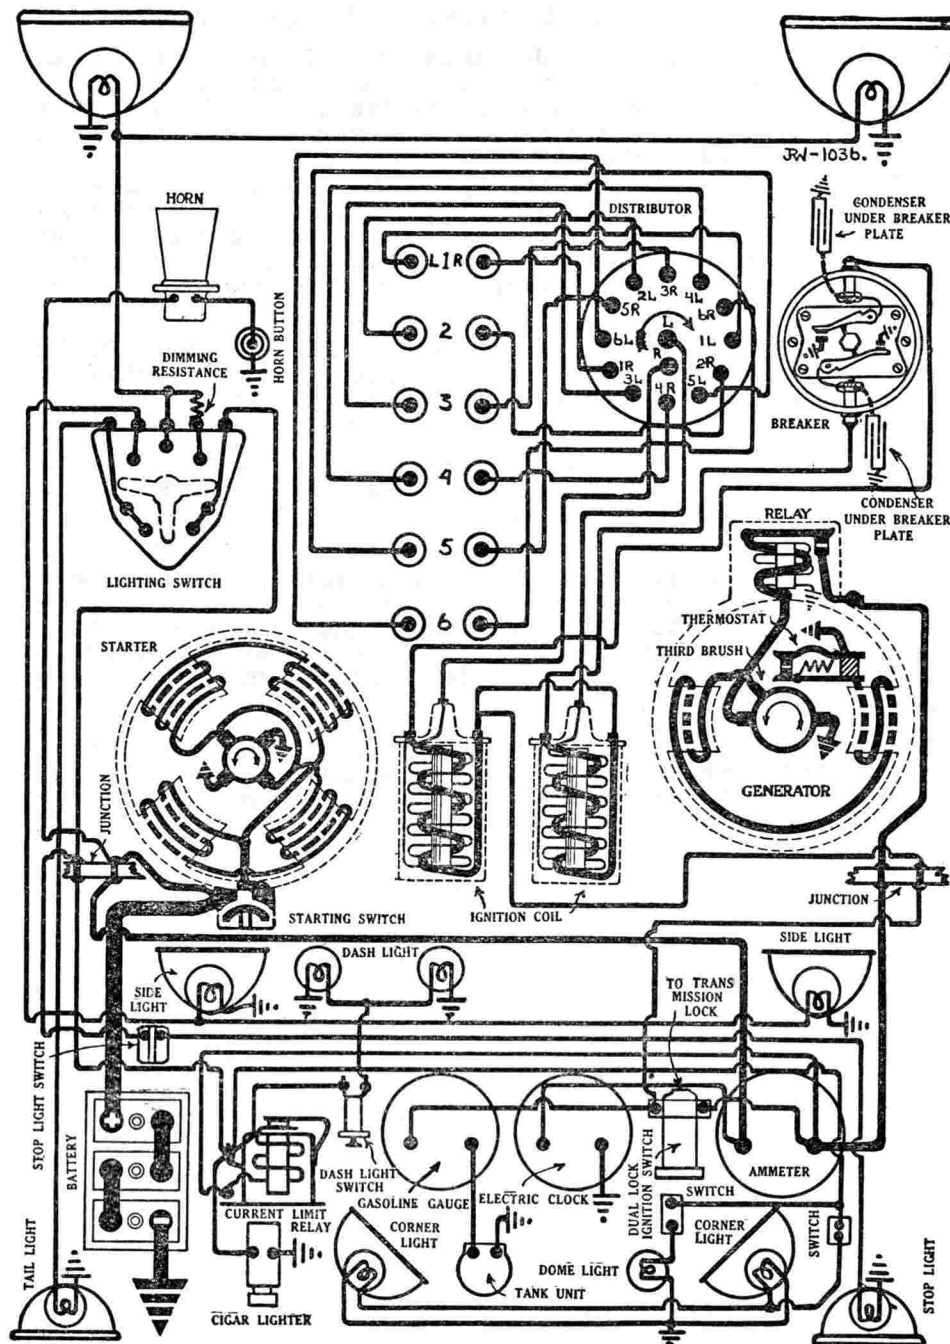 JRW-1036.
HORN
DISTRIBUTOR
CONDENSER
UNDER BREAKER
PLATE
HORN BUTTON
DIMMING
RESISTANCE
L 1 R
2
3
4
5
6
2L
3R
4L
5R
6R
L
6L
1L
R
1R
2R
3L
4R
5L
BREAKER
CONDENSER
UNDER BREAKER
PLATE
RELAY
LIGHTING SWITCH
STARTER
THERMOSTAT
THIRD BRUSH
GENERATOR
JUNCTION
STARTING SWITCH
IGNITION COIL
JUNCTION
SIDE
LIGHT
DASH LIGHT
TO TRANS
MISSION
LOCK
SIDE LIGHT
STOP LIGHT SWITCH
BATTERY
DASH LIGHT
SWITCH
GASOLINE GAUGE
ELECTRIC CLOCK
DUAL LOCK
IGNITION SWITCH
AMMETER
CURRENT LIMIT
RELAY
CORNER
LIGHT
SWITCH
CORNER
LIGHT
SWITCH
TAIL LIGHT
CIGAR LIGHTER
TANK UNIT
DOME LIGHT
STOP LIGHT